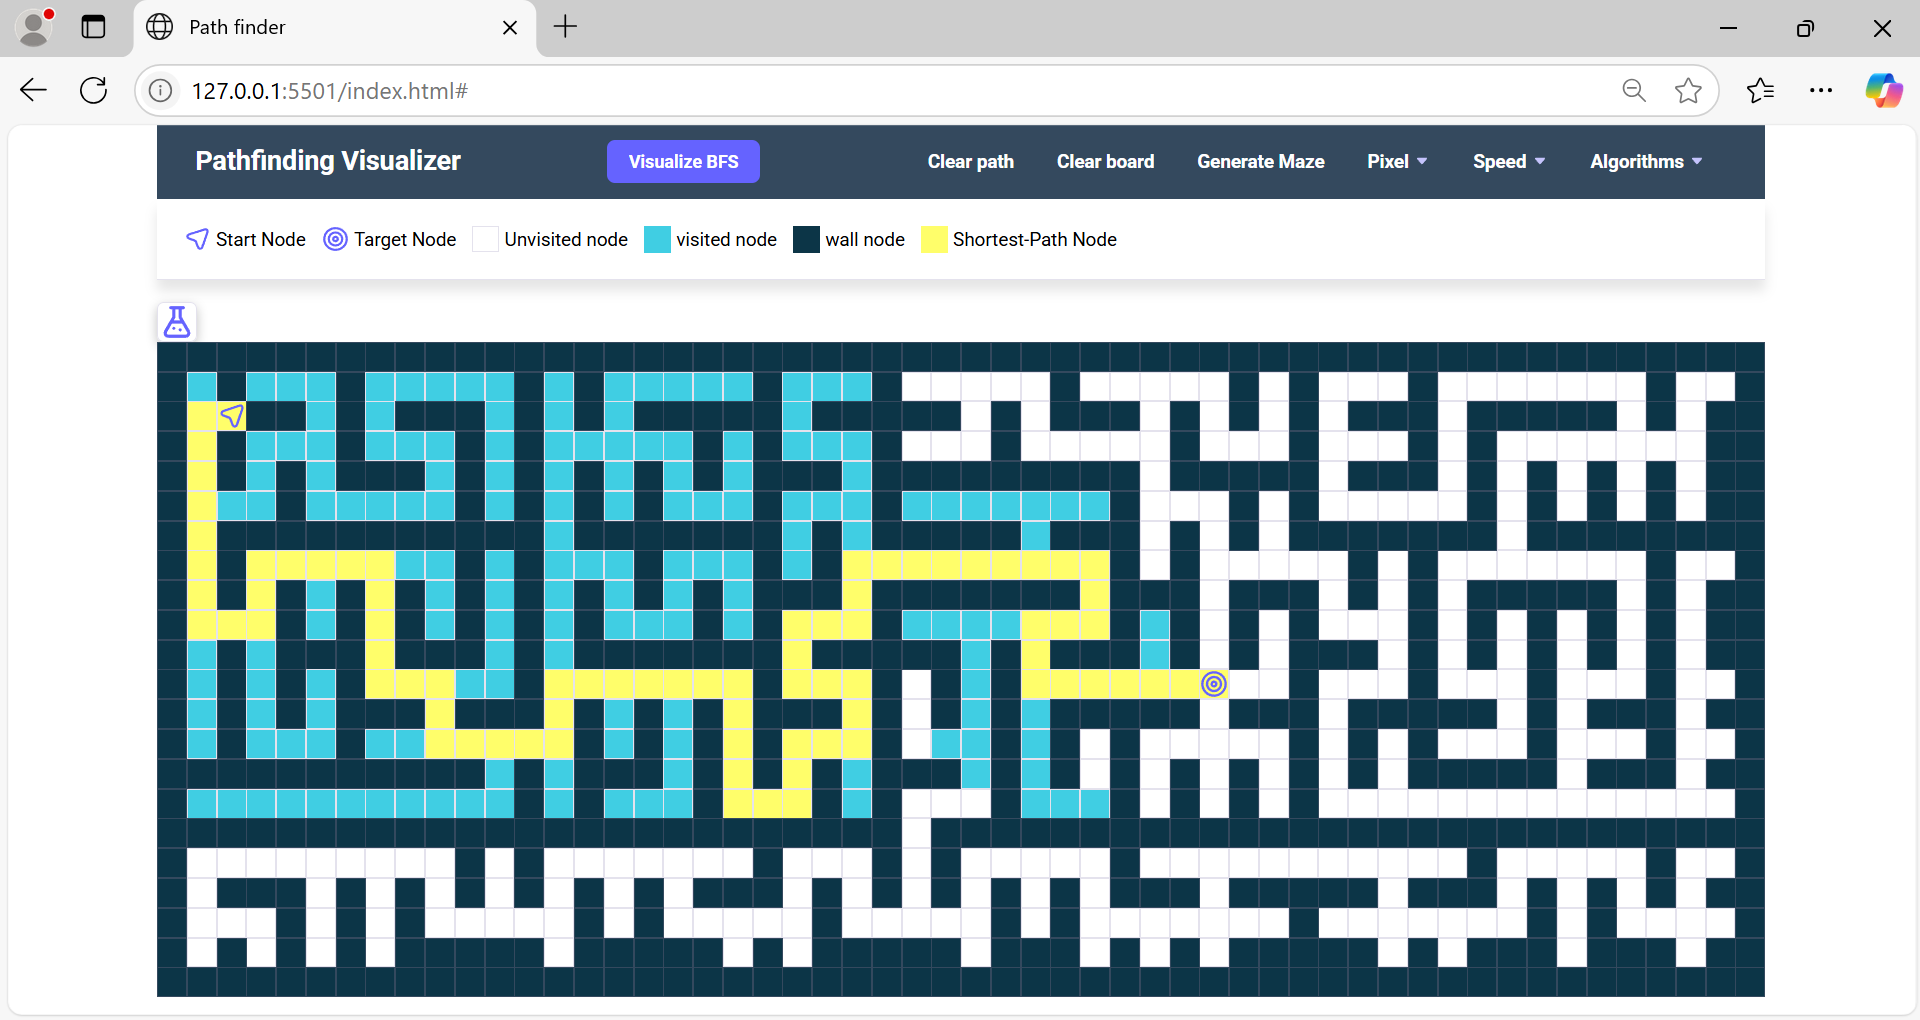 Path finder
127.0.0.1:5501/index.html#
Pathfinding Visualizer
Visualize BFS
Clear path
Clear board
Generate Maze
Pixel
Speed
Algorithms
Start Node
Target Node
Unvisited node
visited node
wall node
Shortest-Path Node